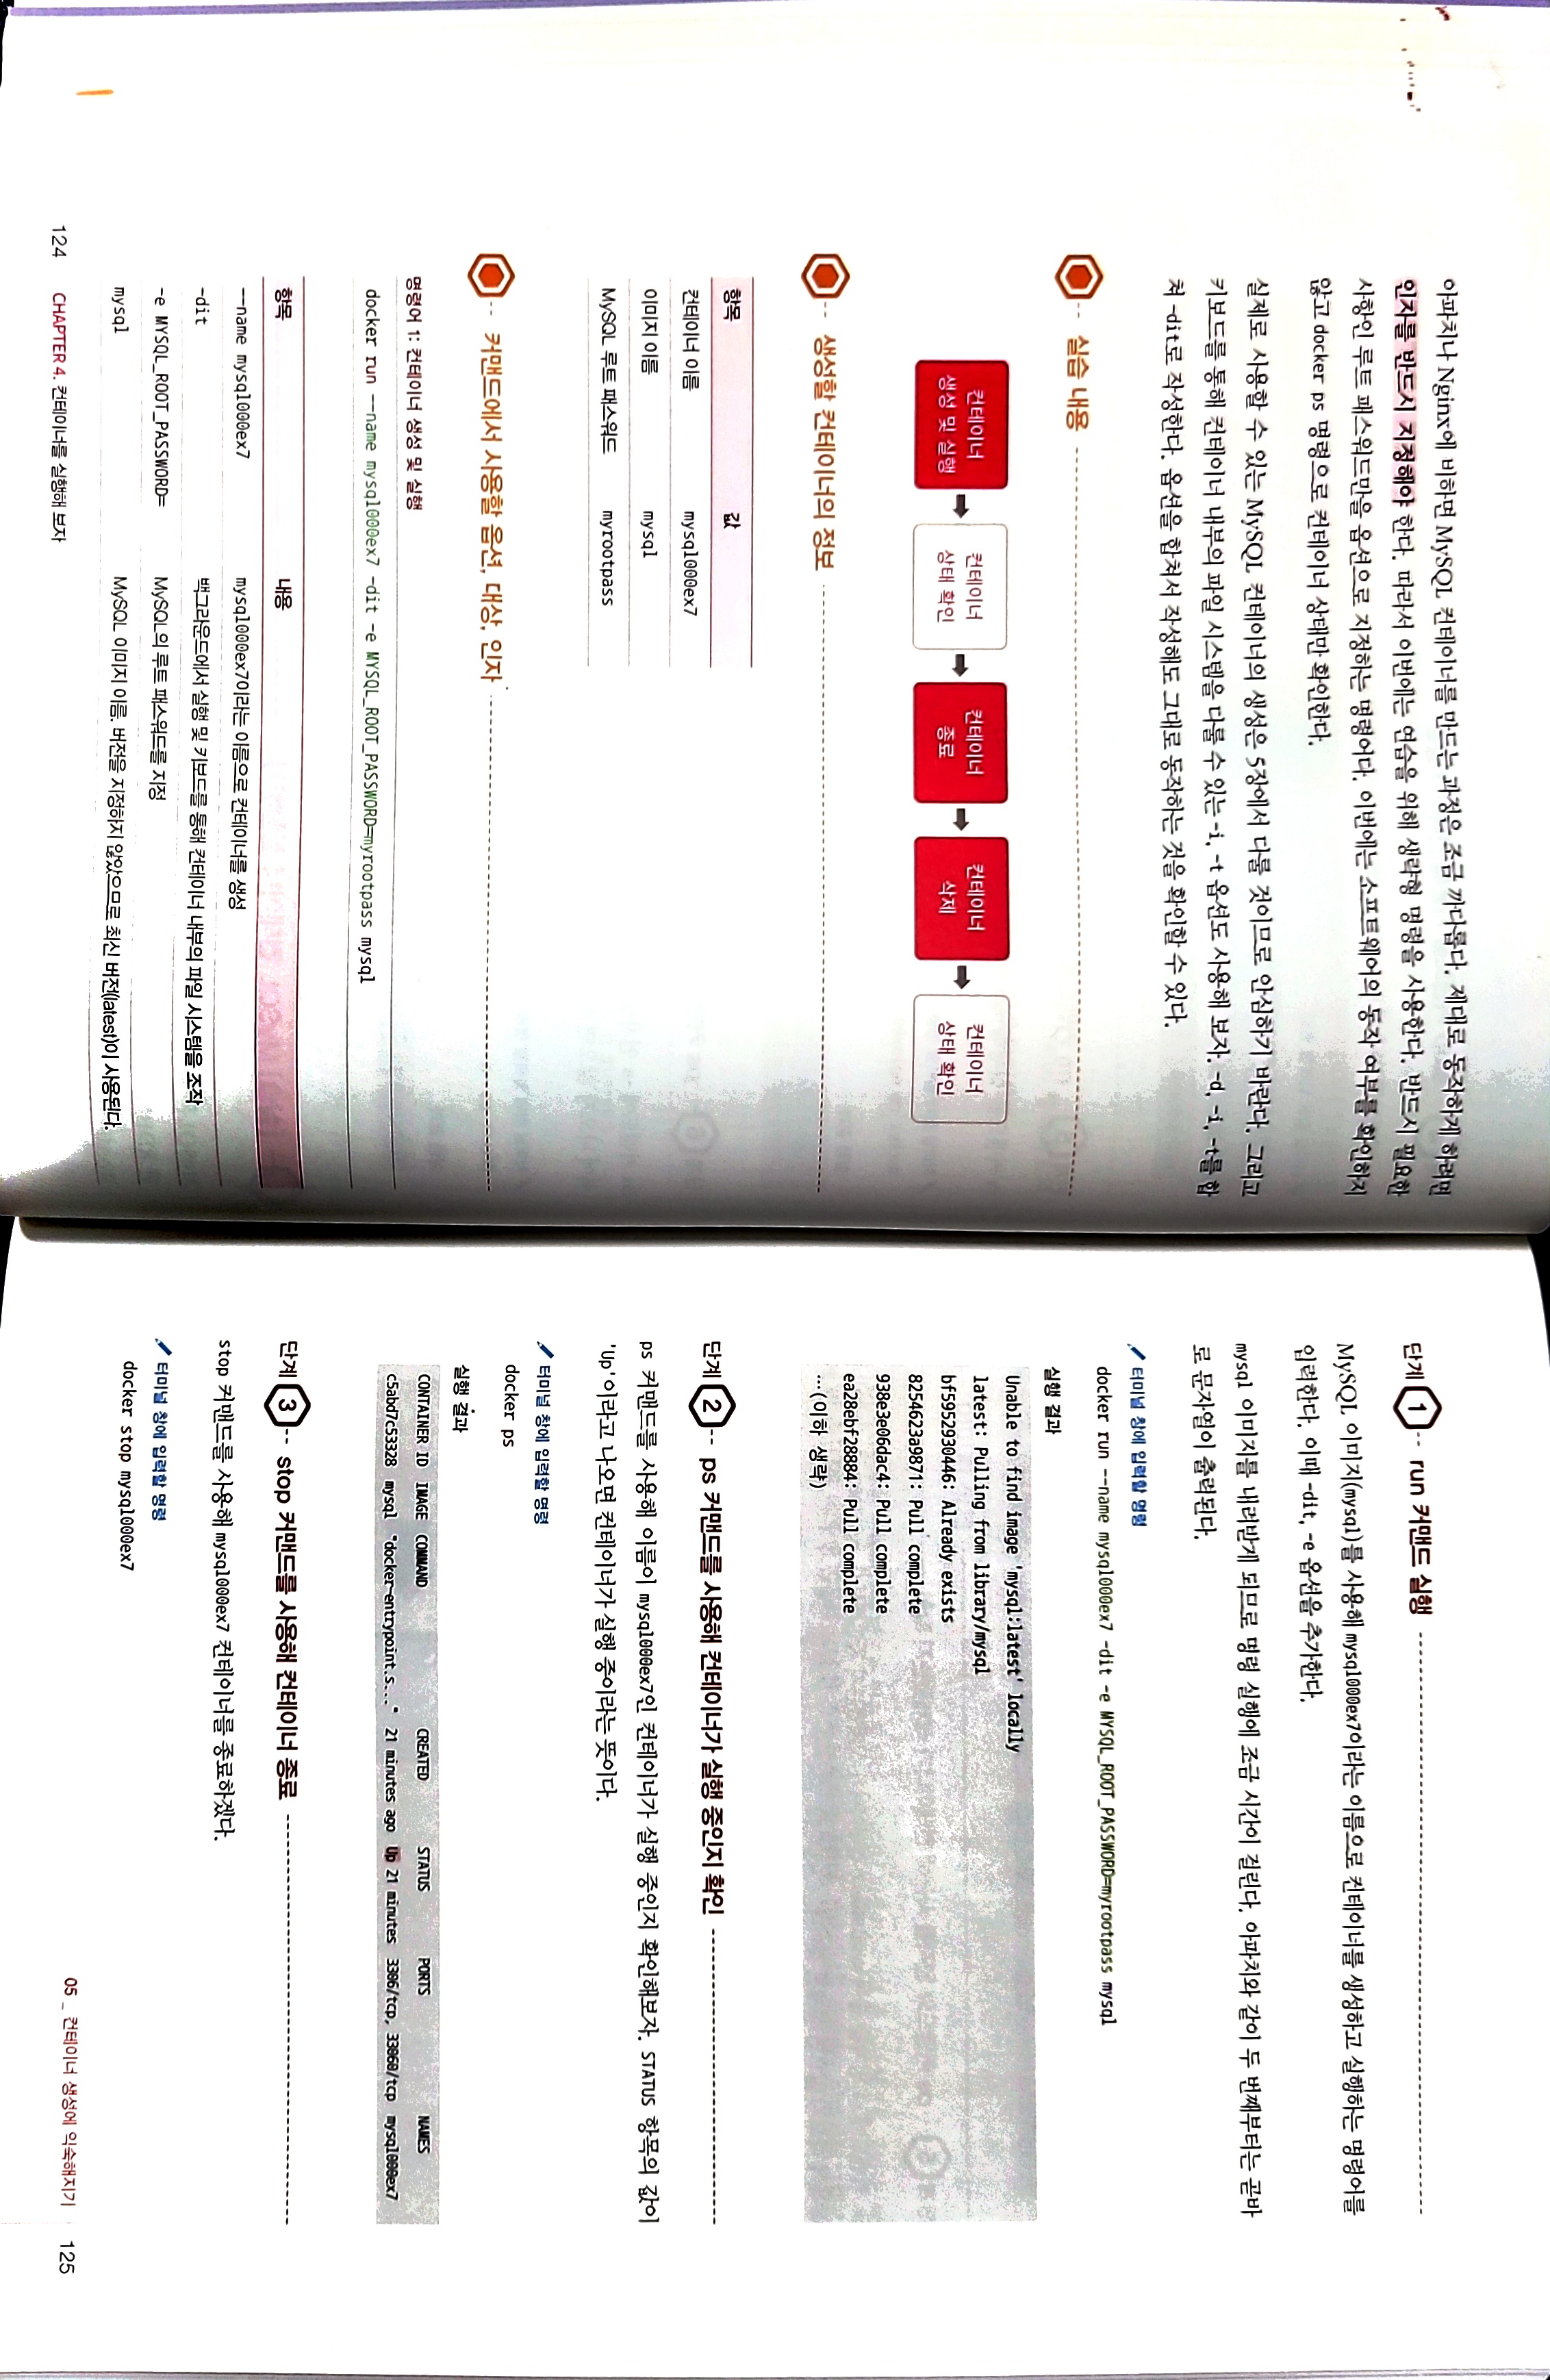 아파치나 Nginx에 비하면 MySQL 컨테이너를 만드는 과정은 조금 까다롭다. 제대로 동작하게 하려면
인자를 반드시 지정해야 한다. 따라서 이번에는 연습을 위해 생략형 명령을 사용한다. 반드시 필요한
사항인 루트 패스워드만을 옵션으로 지정하는 명령어다. 이번에는 소프트웨어의 동작 여부를 확인하지
않고 docker ps 명령으로 컨테이너 상태만 확인한다.
실제로 사용할 수 있는 MySQL 컨테이너의 생성은 5장에서 다룰 것이므로 안심하기 바란다. 그리고
키보드를 통해 컨테이너 내부의 파일 시스템을 다룰 수 있는 -i, -t 옵션도 사용해 보자. -d, -i, -t를 합
쳐 -dit로 작성한다. 옵션을 합쳐서 작성해도 그대로 동작하는 것을 확인할 수 있다.
실습 내용
컨테이너 생성 및 실행
컨테이너 상태 확인
컨테이너 종료
컨테이너 삭제
컨테이너 상태 확인
생성할 컨테이너의 정보
항목 값
컨테이너 이름 mysql000ex7
이미지 이름 mysql
MySQL 루트 패스워드 myrootpass
커맨드에서 사용할 옵션, 대상, 인자
명령어 1: 컨테이너 생성 및 실행
docker run --name mysql000ex7 -dit -e MYSQL_ROOT_PASSWORD=myrootpass mysql
항목 내용
--name mysql000ex7 mysql000ex7이라는 이름으로 컨테이너를 생성
-dit 백그라운드에서 실행 및 키보드를 통해 컨테이너 내부의 파일 시스템을 조작
-e MYSQL_ROOT_PASSWORD= MySQL의 루트 패스워드를 지정
mysql MySQL 이미지 이름. 버전을 지정하지 않았으므로 최신 버전(latest)이 사용된다.
124 CHAPTER 4. 컨테이너를 실행해 보자
단계 1 run 커맨드 실행
MySQL 이미지(mysql)를 사용해 mysql000ex7이라는 이름으로 컨테이너를 생성하고 실행하는 명령어를
입력한다. 이때 -dit, -e 옵션을 추가한다.
mysql 이미지를 내려받게 되므로 명령 실행에 조금 시간이 걸린다. 아파치와 같이 두 번째부터는 곧바
로 문자열이 출력된다.
터미널 창에 입력할 명령
docker run --name mysql000ex7 -dit -e MYSQL_ROOT_PASSWORD=myrootpass mysql
실행 결과
Unable to find image 'mysql:latest' locally
latest: Pulling from library/mysql
bf5952930446: Already exists
8254623a9871: Pull complete
938e3e06dac4: Pull complete
ea28ebf28884: Pull complete
…(이하 생략)
단계 2 ps 커맨드를 사용해 컨테이너가 실행 중인지 확인
ps 커맨드를 사용해 이름이 mysql000ex7인 컨테이너가 실행 중인지 확인해보자. STATUS 항목의 값이
'Up'이라고 나오면 컨테이너가 실행 중이라는 뜻이다.
터미널 창에 입력할 명령
docker ps
실행 결과
CONTAINER ID IMAGE COMMAND CREATED STATUS PORTS NAMES
c5abd7c53328 mysql "docker-entrypoint.s..." 21 minutes ago Up 21 minutes 3306/tcp, 33060/tcp mysql000ex7
단계 3 stop 커맨드를 사용해 컨테이너 종료
stop 커맨드를 사용해 mysql000ex7 컨테이너를 종료하겠다.
터미널 창에 입력할 명령
docker stop mysql000ex7
05 _ 컨테이너 생성에 익숙해지기 125